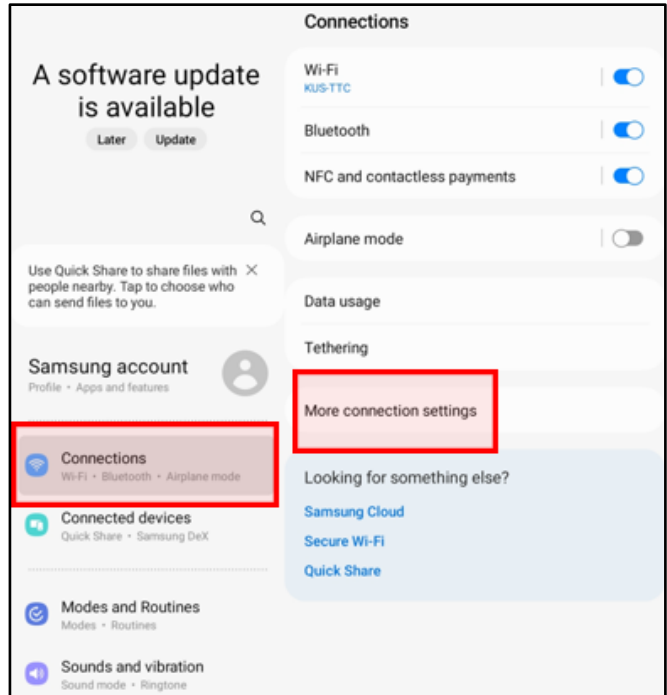 A software update
is available
Later Update
Use Quick Share to share files with
people nearby. Tap to choose who
can send files to you.
Samsung account
Profile • Apps and features
Connections
Wi-Fi • Bluetooth • Airplane mode
Connected devices
Quick Share • Samsung DeX
Modes and Routines
Modes • Routines
Sounds and vibration
Sound mode • Ringtone
Connections
Wi-Fi
KUS-TTC
Bluetooth
NFC and contactless payments
Airplane mode
Data usage
Tethering
More connection settings
Looking for something else?
Samsung Cloud
Secure Wi-Fi
Quick Share